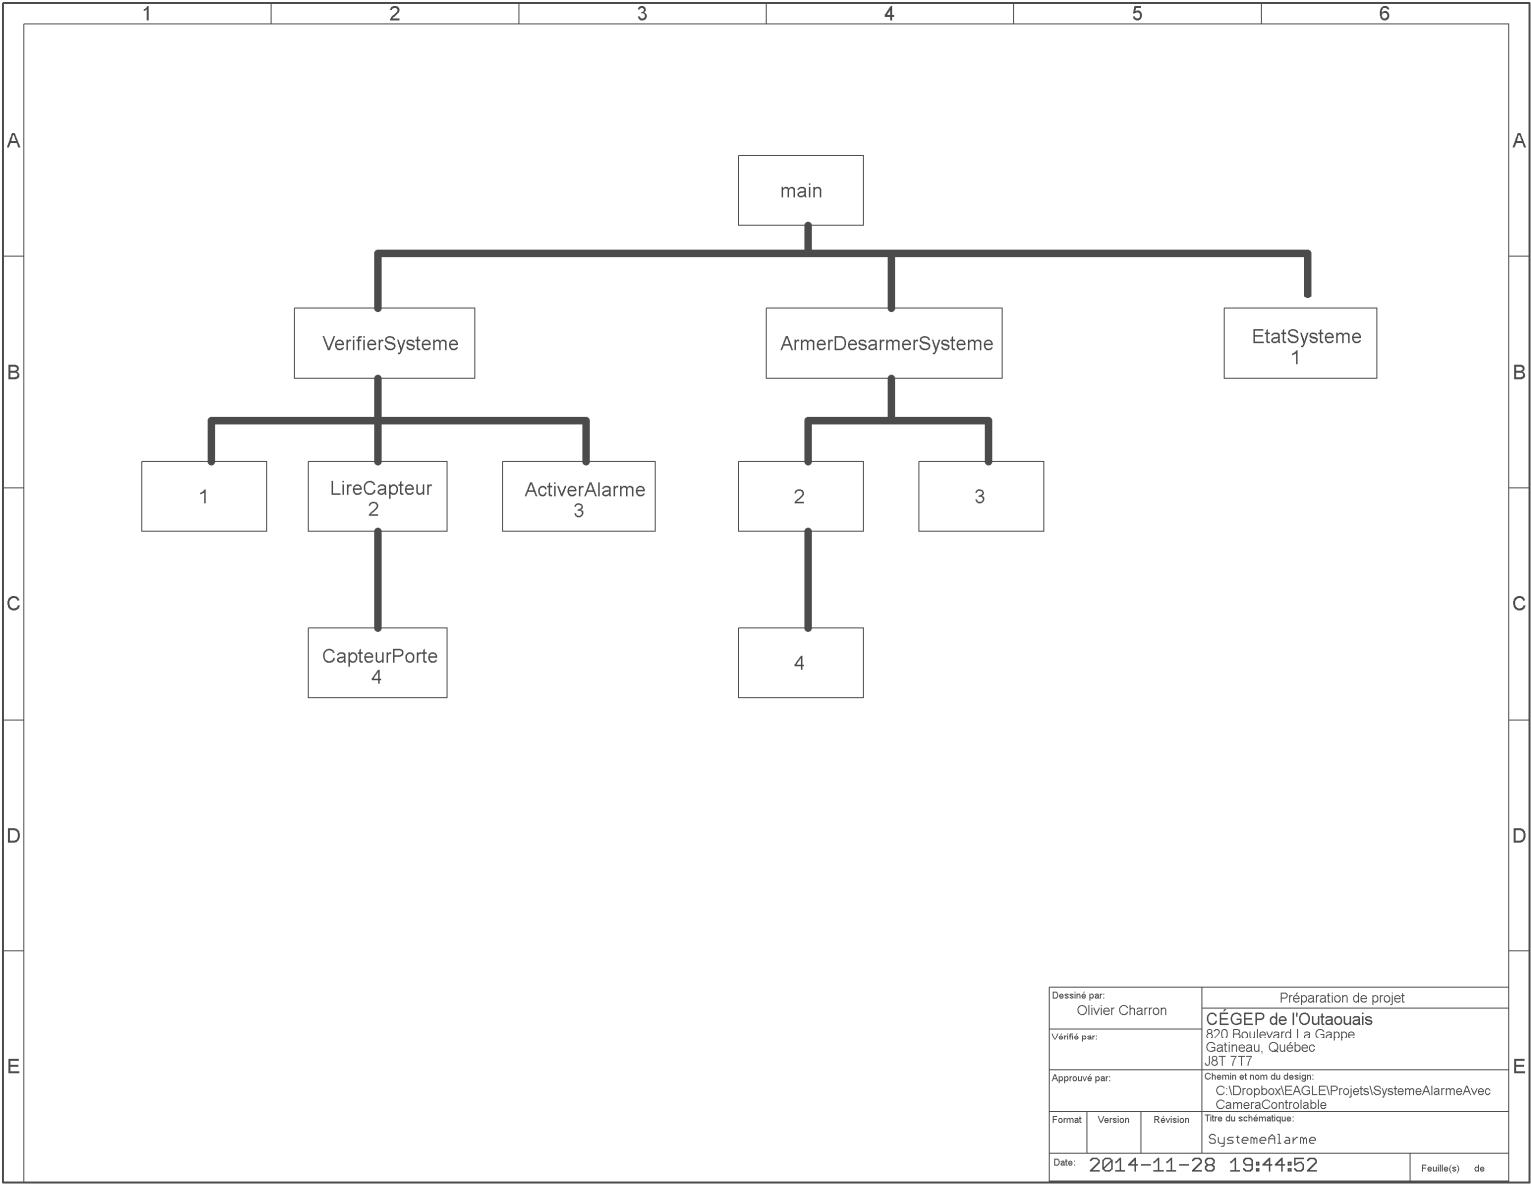 1 2 3 4 5 6
A A
main
VerifierSysteme ArmerDesarmerSysteme EtatSysteme
1
B B
1 LireCapteur ActiverAlarme 2 3
2 3
C C
CapteurPorte 4
4
D D
E E
Dessiné par:
Olivier Charron
Préparation de projet
CÉGEP de l'Outaouais
820 Boulevard La Gappe
Gatineau, Québec
J8T 7T7
Vérifié par:
Approuvé par:
Chemin et nom du design:
C:\Dropbox\EAGLE\Projets\SystemeAlarmeAvec
CameraControlable
Format Version Révision
Titre du schématique:
SystemeAlarme
Date: 2014-11-28 19:44:52
Feuille(s) de